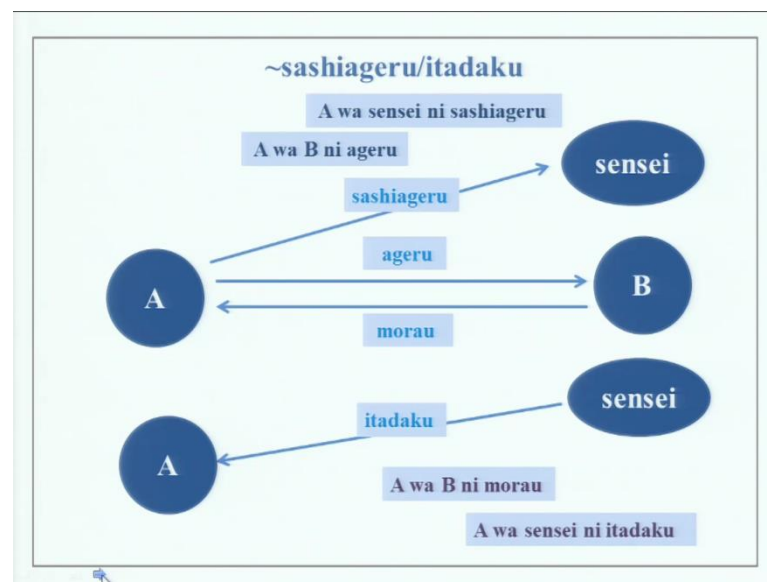 ~sashiageru/itadaku
A wa sensei ni sashiageru
A wa B ni ageru
sensei
sashiageru
ageru
A
B
morau
sensei
itadaku
A
A wa B ni morau
A wa sensei ni itadaku